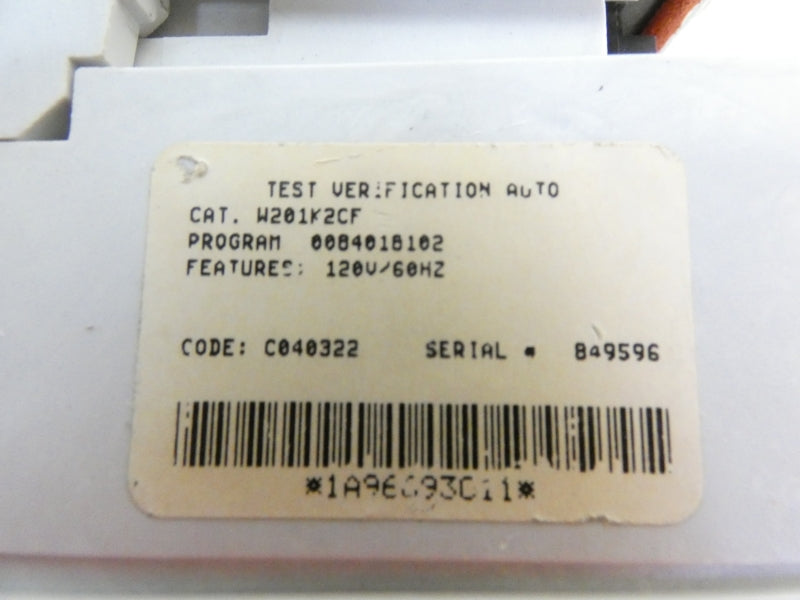 TEST VERIFICATION AUTO
CAT. W201K2CF
PROGRAM 0084018102
FEATURES: 120V/60HZ
CODE: C040322 SERIAL # 849596